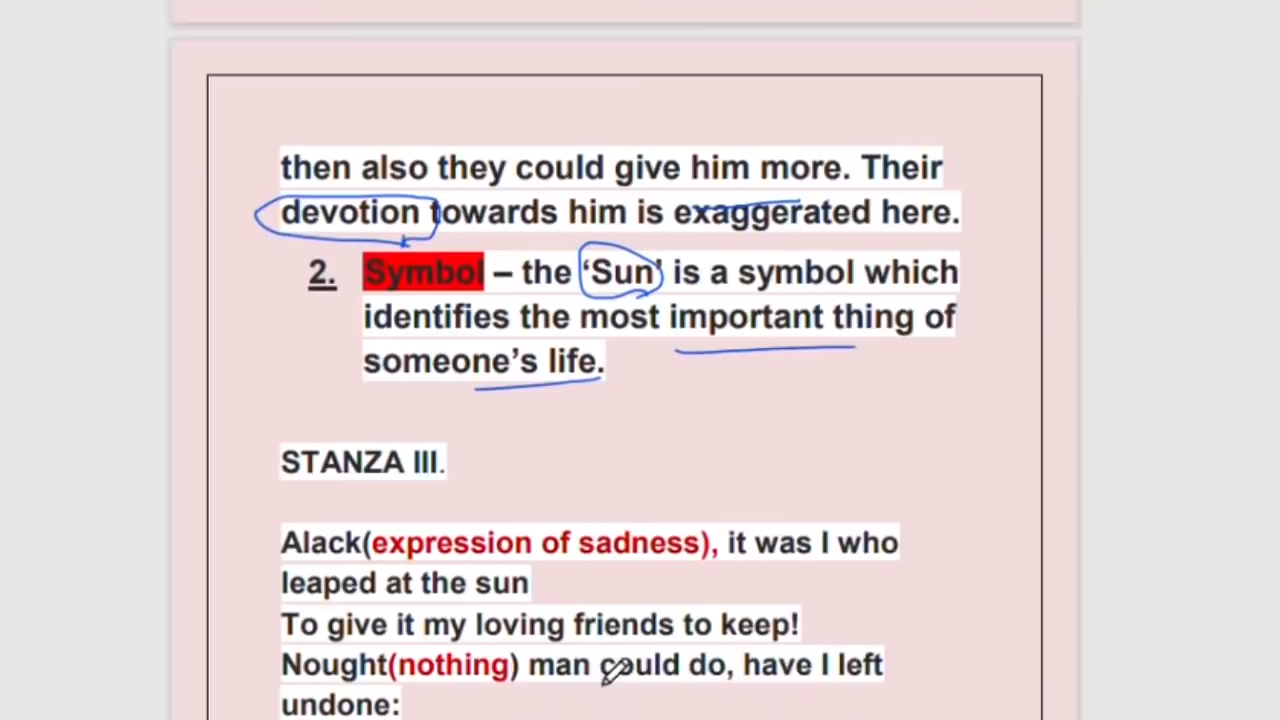 then also they could give him more. Their
devotion towards him is exaggerated here.
2. Symbol – the ‘Sun’ is a symbol which
identifies the most important thing of
someone’s life.
STANZA III.
Alack(expression of sadness), it was I who
leaped at the sun
To give it my loving friends to keep!
Nought(nothing) man could do, have I left
undone: